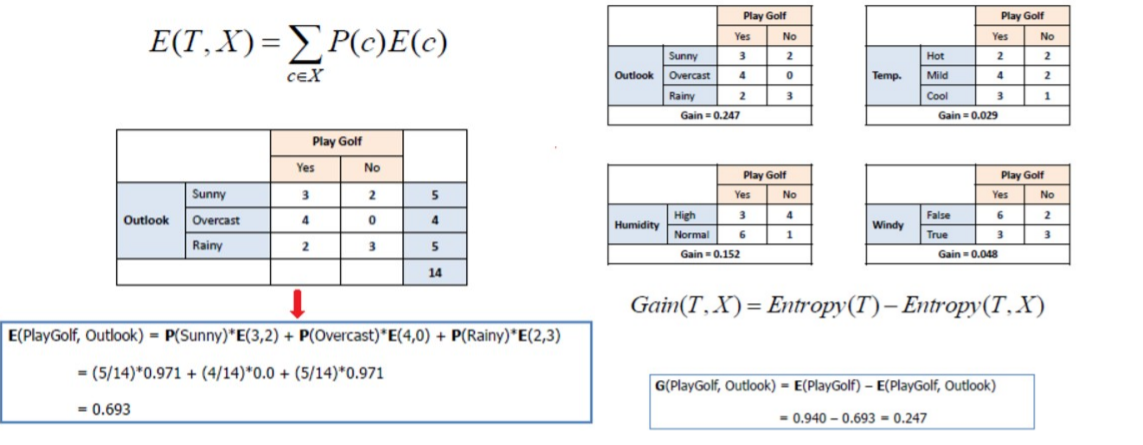 E(T, X) = ∑ P(c)E(c)
c∈X
Play Golf
Yes No
Outlook Sunny 3 2 5
Overcast 4 0 4
Rainy 2 3 5
14
E(PlayGolf, Outlook) = P(Sunny)*E(3,2) + P(Overcast)*E(4,0) + P(Rainy)*E(2,3)
= (5/14)*0.971 + (4/14)*0.0 + (5/14)*0.971
= 0.693
Play Golf
Yes No
Outlook Sunny 3 2
Overcast 4 0
Rainy 2 3
Gain = 0.247
Play Golf
Yes No
Temp. Hot 2 2
Mild 4 2
Cool 3 1
Gain = 0.029
Play Golf
Yes No
Humidity High 3 4
Normal 6 1
Gain = 0.152
Play Golf
Yes No
Windy False 6 2
True 3 3
Gain = 0.048
Gain(T, X) = Entropy(T) – Entropy(T, X)
G(PlayGolf, Outlook) = E(PlayGolf) – E(PlayGolf, Outlook)
= 0.940 – 0.693 = 0.247